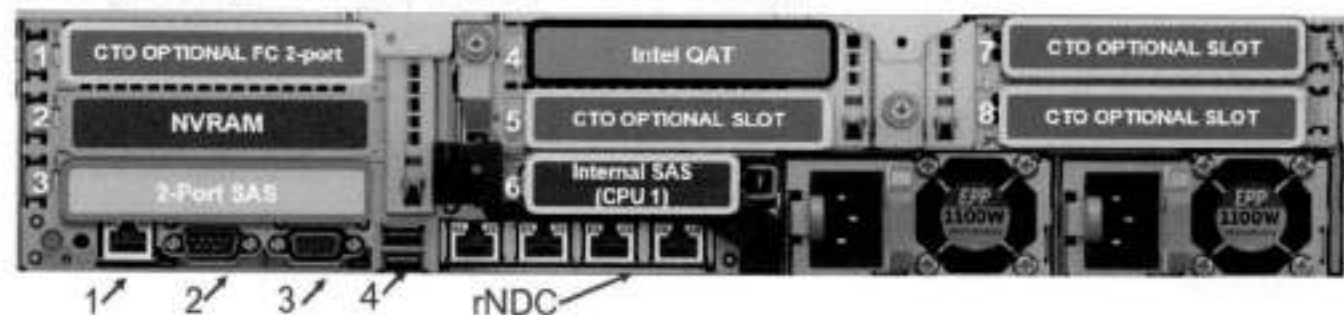 1 CTO OPTIONAL FC 2-port
2 NVRAM
3 2-Port SAS
4 Intel QAT
5 CTO OPTIONAL SLOT
6 Internal SAS
(CPU 1)
7 CTO OPTIONAL SLOT
8 CTO OPTIONAL SLOT
EPP
1100W
EPP
1100W
1 2 3 4 rNDC